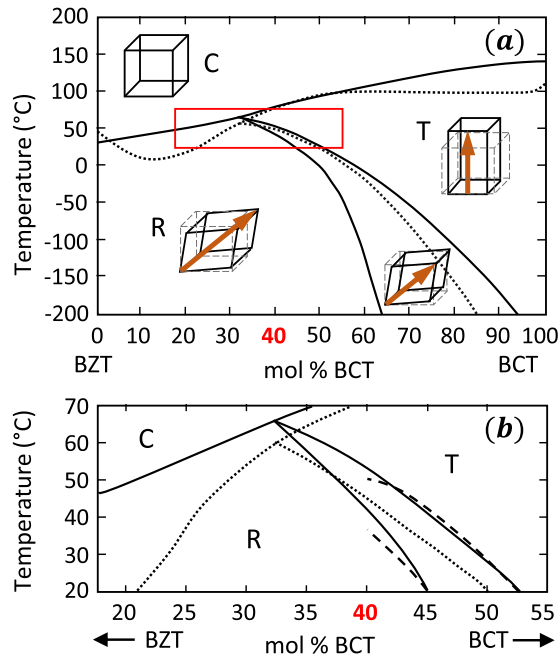 (a)
Temperature (°C)
200
150
100
50
0
-50
-100
-150
-200
C
T
R
0 10 20 30 40 50 60 70 80 90 100
BZT mol % BCT BCT
(b)
Temperature (°C)
70
60
50
40
30
20
C
T
R
20 25 30 35 40 45 50 55
BZT mol % BCT BCT